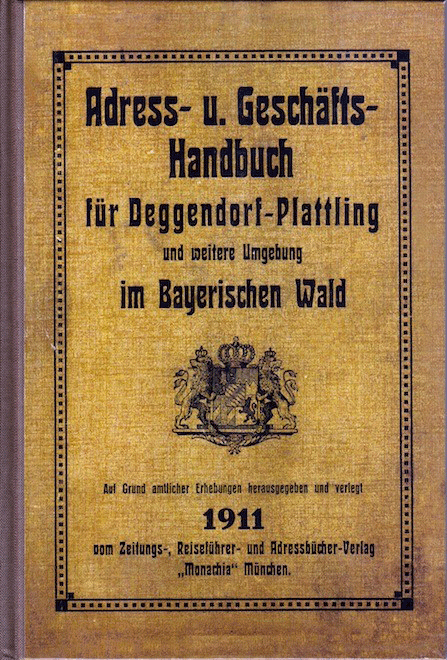 Adress- u. Geschäfts-
Handbuch
für Deggendorf-Plattling
und weitere Umgebung
im Bayerischen Wald
Auf Grund amtlicher Erhebungen herausgegeben und verlegt
1911
vom Zeitungs-, Reiseführer- und Adressbücher-Verlag
„Monachia“ München.